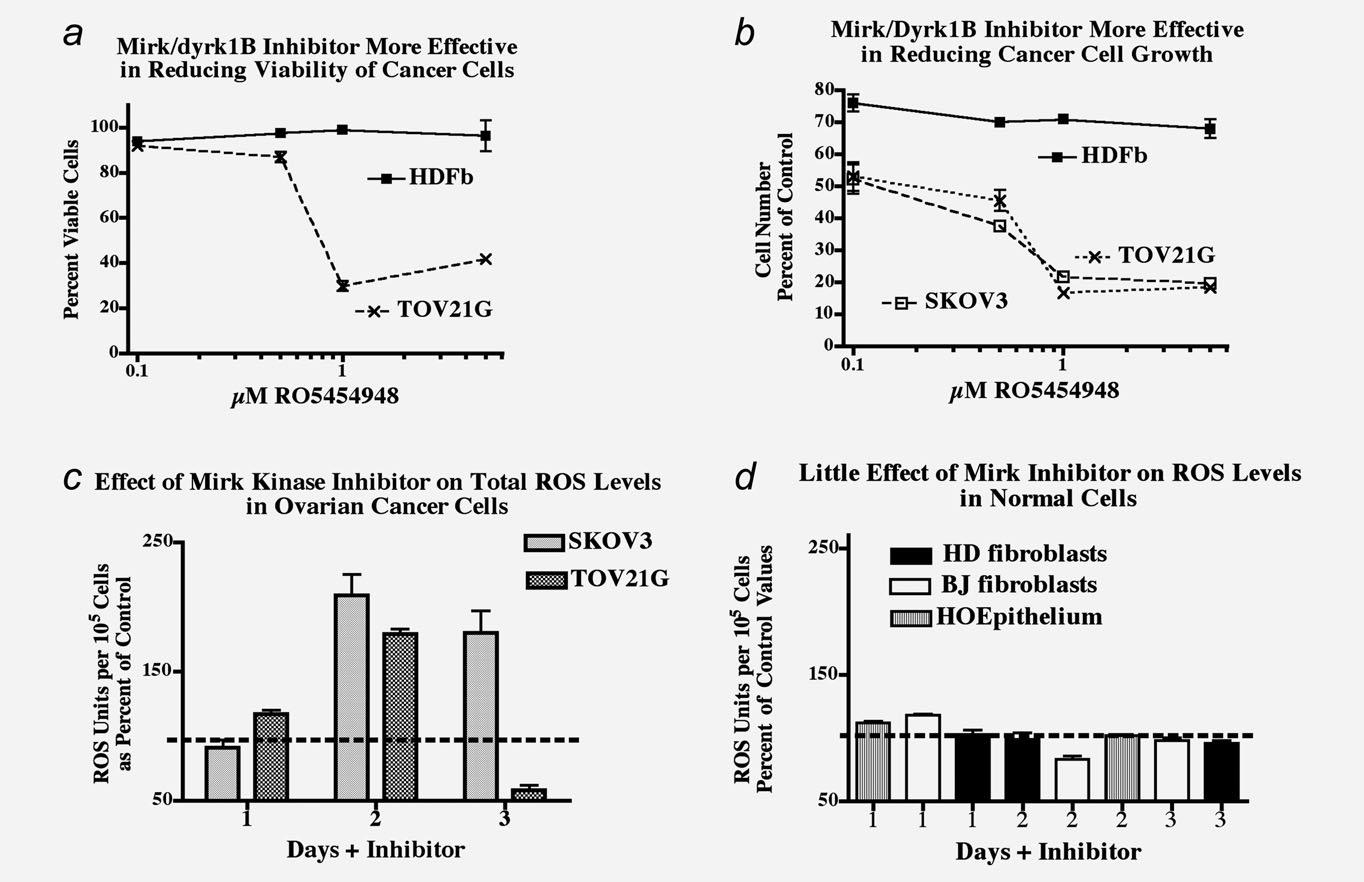 a
Mirk/dyrk1B Inhibitor More Effective
in Reducing Viability of Cancer Cells
Percent Viable Cells
100
80
60
40
20
0
HDFb
TOV21G
0.1
1
µM RO5454948
b
Mirk/Dyrk1B Inhibitor More Effective
in Reducing Cancer Cell Growth
Cell Number
Percent of Control
80
70
60
50
40
30
20
10
0
HDFb
TOV21G
SKOV3
0.1
1
µM RO5454948
c
Effect of Mirk Kinase Inhibitor on Total ROS Levels
in Ovarian Cancer Cells
ROS Units per 10⁵ Cells
as Percent of Control
250
150
50
SKOV3
TOV21G
1
2
3
Days + Inhibitor
d
Little Effect of Mirk Inhibitor on ROS Levels
in Normal Cells
ROS Units per 10⁵ Cells
Percent of Control Values
250
150
50
HD fibroblasts
BJ fibroblasts
HOEpithelium
1 1 1 2 2 2 3 3
Days + Inhibitor